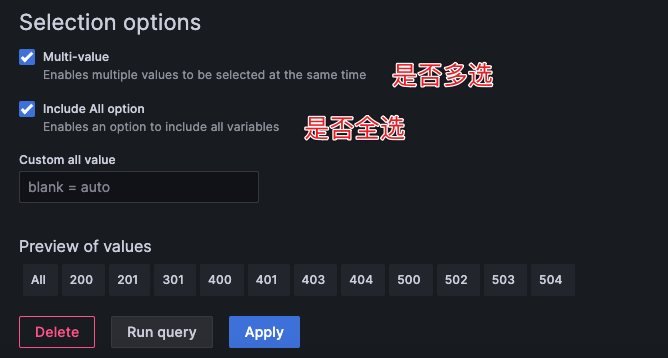 Selection options
Multi-value
Enables multiple values to be selected at the same time
是否多选
Include All option
Enables an option to include all variables
是否全选
Custom all value
blank = auto
Preview of values
All 200 201 301 400 401 403 404 500 502 503 504
Delete Run query Apply